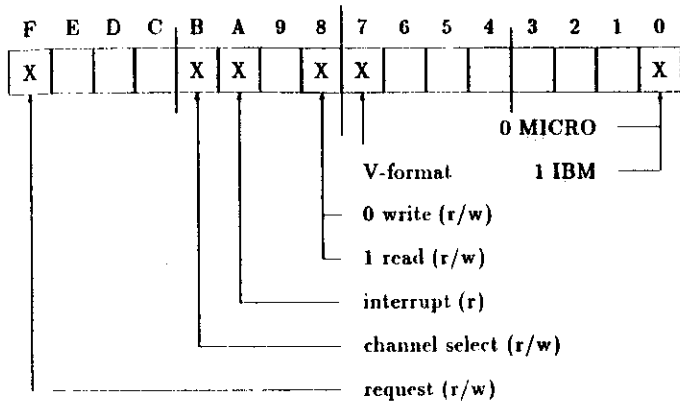 F E D C B A 9 8 7 6 5 4 3 2 1 0
X X X X X X
0 MICRO
V-format 1 IBM
0 write (r/w)
1 read (r/w)
interrupt (r)
channel select (r/w)
request (r/w)